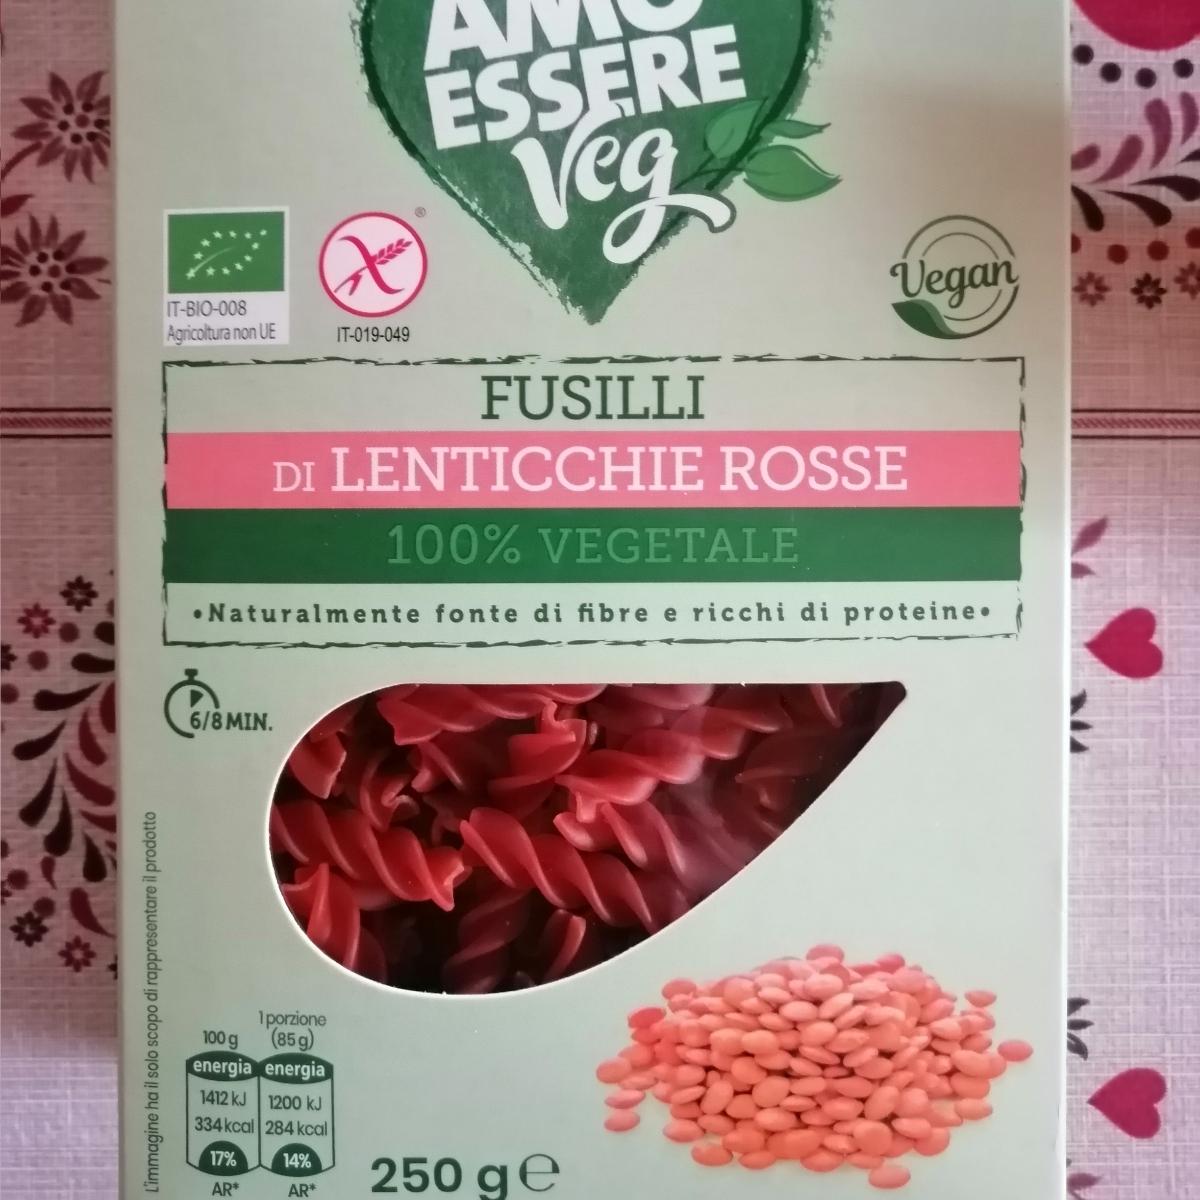 AMO
ESSERE
Veg
IT-BIO-008
Agricoltura non UE
®
IT-019-049
Vegan
FUSILLI
DI LENTICCHIE ROSSE
100% VEGETALE
•Naturalmente fonte di fibre e ricchi di proteine•
6/8 MIN.
L'immagine ha il solo scopo di rappresentare il prodotto
100 g
1 porzione
(85 g)
energia energia
1412 kJ 1200 kJ
334 kcal 284 kcal
17% 14%
AR* AR*
250 g e